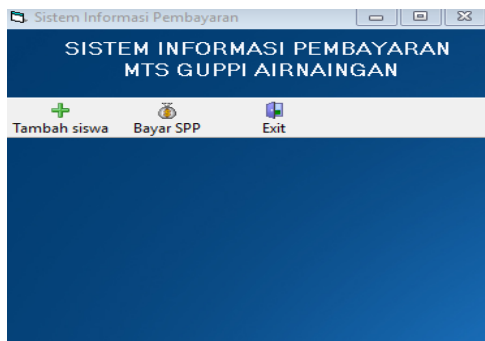 Sistem Informasi Pembayaran
SISTEM INFORMASI PEMBAYARAN
MTS GUPPI AIRNAINGAN
Tambah siswa Bayar SPP Exit